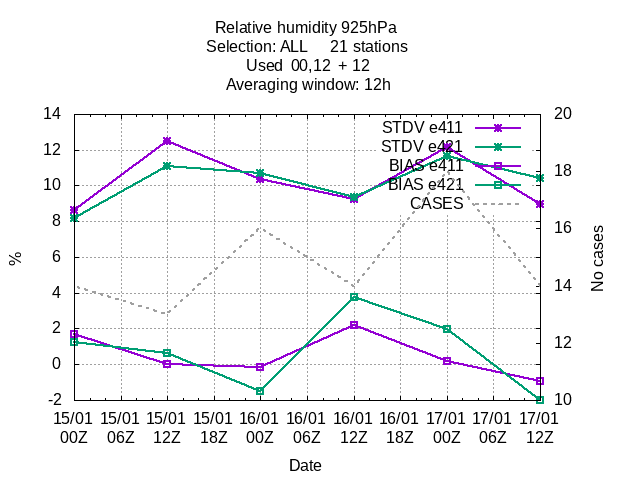 Relative humidity 925hPa
Selection: ALL 21 stations
Used 00,12 + 12
Averaging window: 12h
14 20
STDV e411
12
STDV e421
BIAS e411
18
10
BIAS e421
CASES
8
16
6
%
No cases
4
14
2
12
0
-2 10
15/01 15/01 15/01 15/01 16/01 16/01 16/01 16/01 17/01 17/01 17/01
00Z 06Z 12Z 18Z 00Z 06Z 12Z 18Z 00Z 06Z 12Z
Date